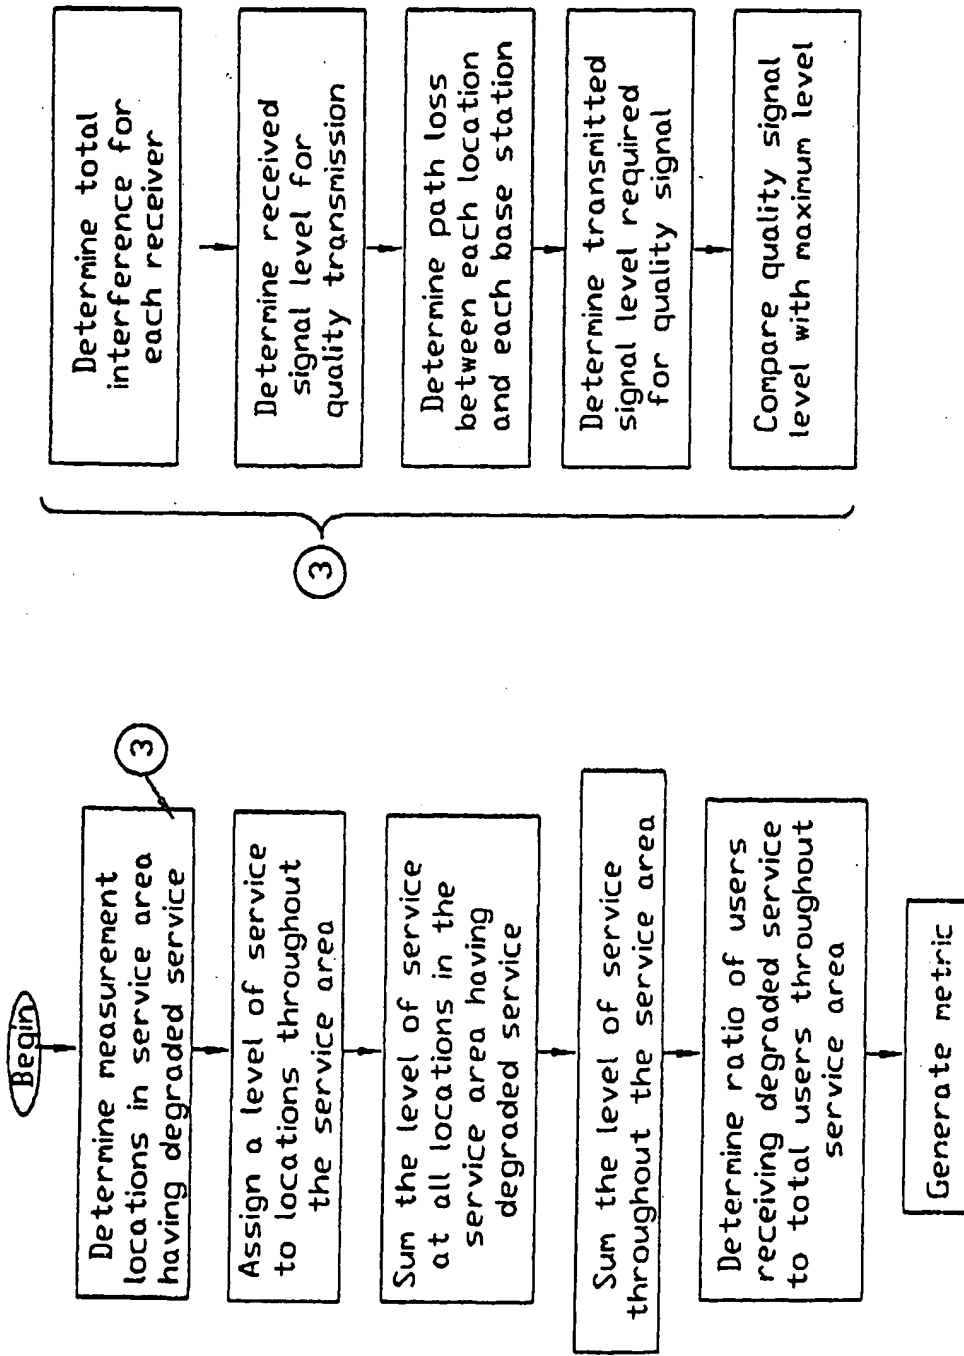 Begin
Determine measurement
locations in service area
having degraded service
3
Assign a level of service
to locations throughout
the service area
Sum the level of service
at all locations in the
service area having
degraded service
Sum the level of service
throughout the service area
Determine ratio of users
receiving degraded service
to total users throughout
service area
Generate metric
3
Determine total
interference for
each receiver
Determine received
signal level for
quality transmission
Determine path loss
between each location
and each base station
Determine transmitted
signal level required
for quality signal
Compare quality signal
level with maximum level